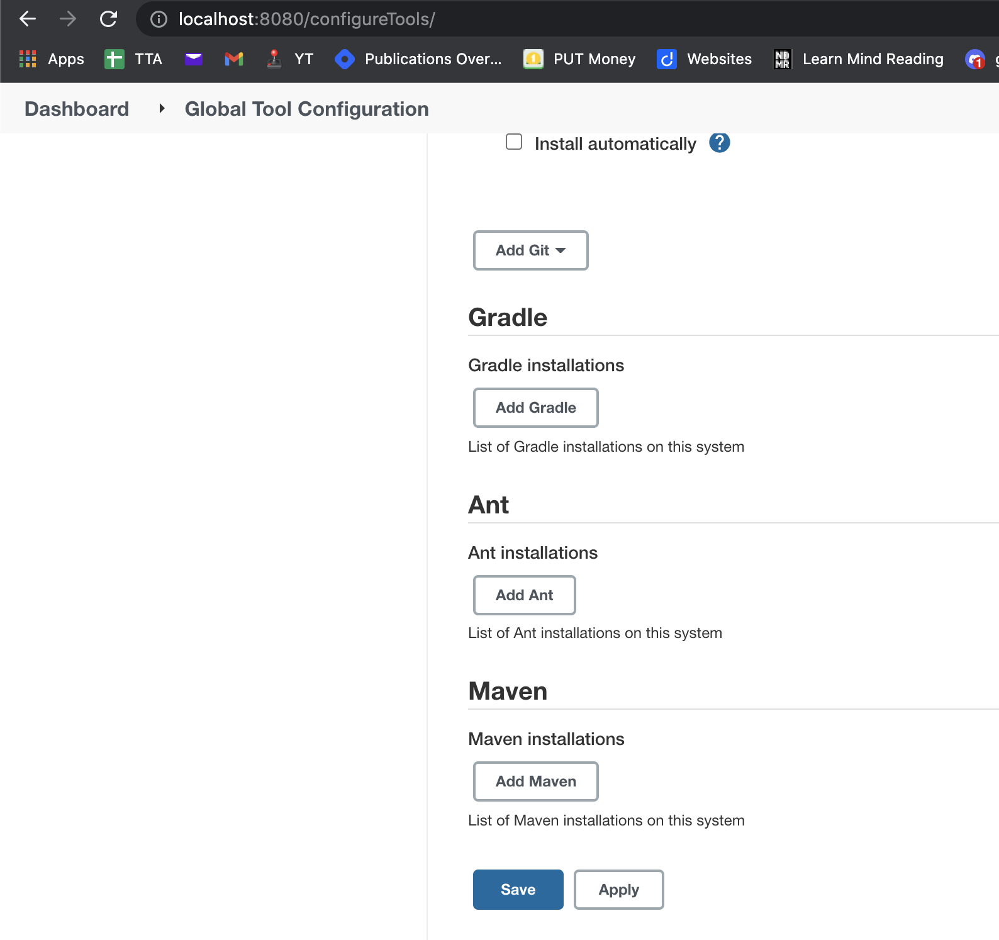 localhost:8080/configureTools/
Apps TTA YT Publications Over... PUT Money Websites Learn Mind Reading
Dashboard Global Tool Configuration
Install automatically ?
Add Git
Gradle
Gradle installations
Add Gradle
List of Gradle installations on this system
Ant
Ant installations
Add Ant
List of Ant installations on this system
Maven
Maven installations
Add Maven
List of Maven installations on this system
Save Apply